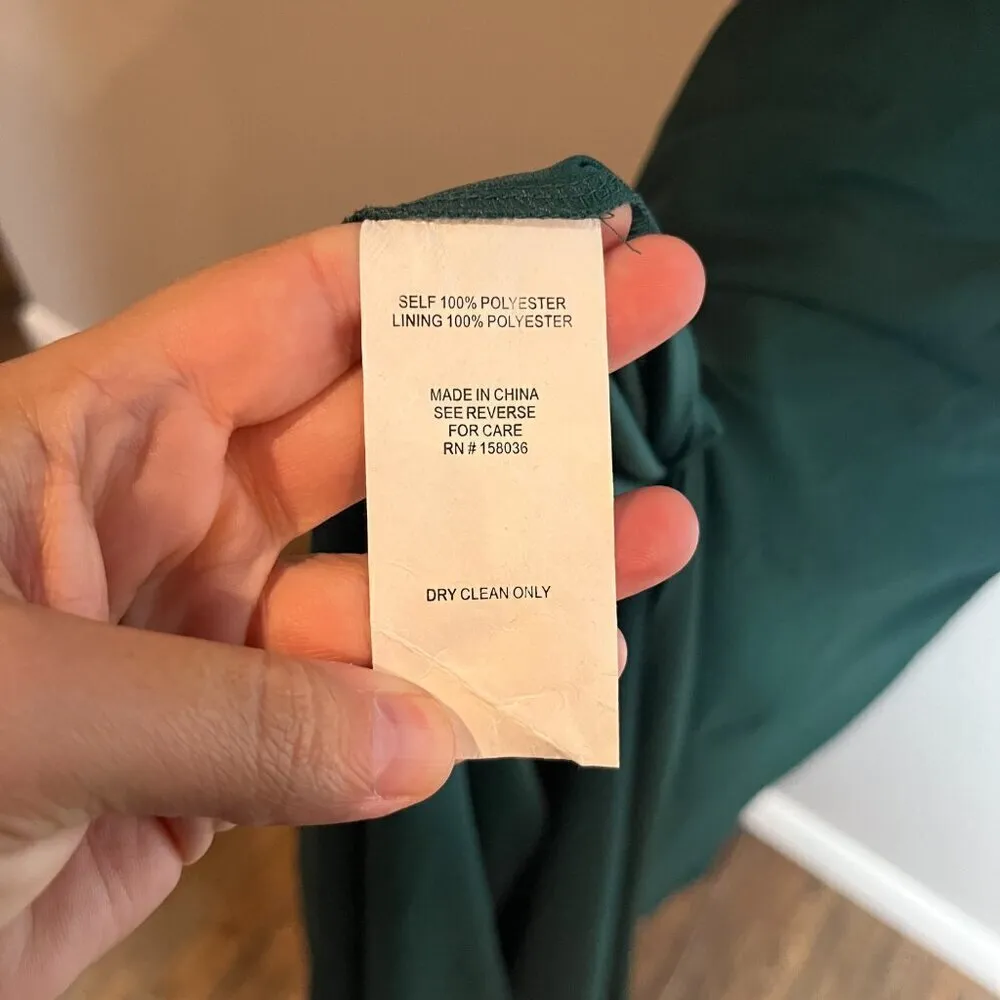 SELF 100% POLYESTER
LINING 100% POLYESTER
MADE IN CHINA
SEE REVERSE
FOR CARE
RN # 158036
DRY CLEAN ONLY